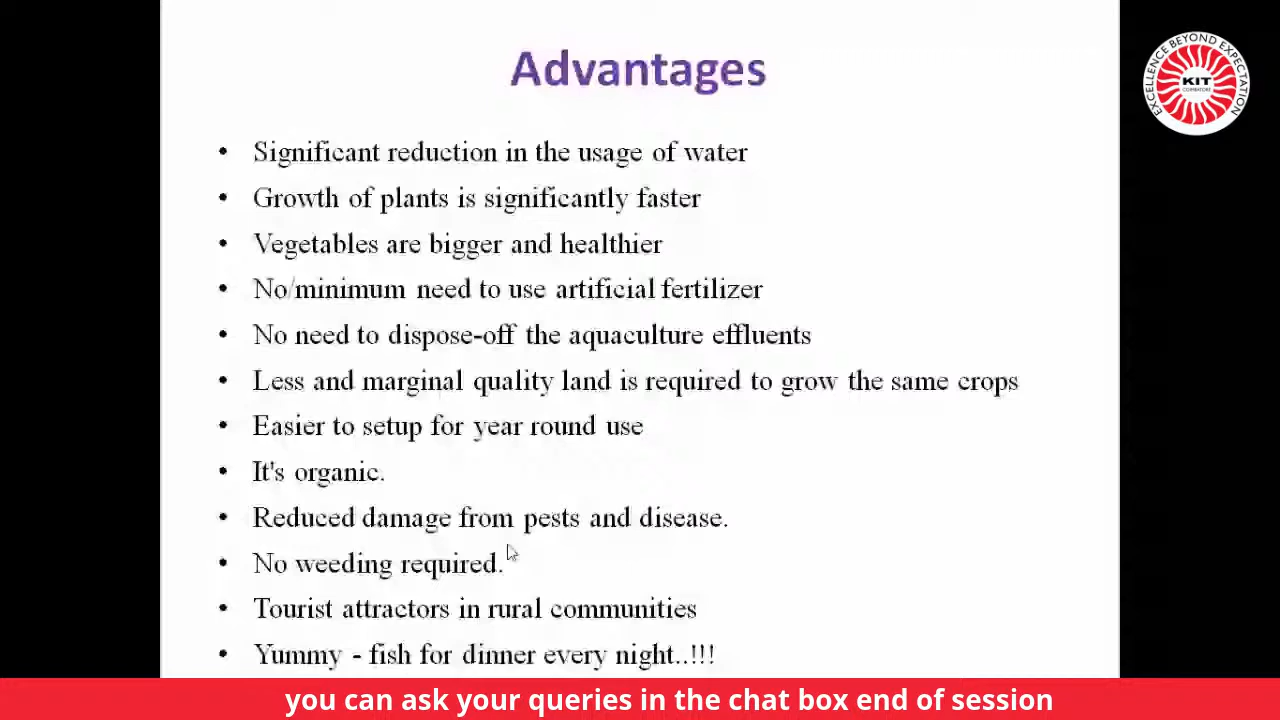 Advantages
EXCELLENCE BEYOND EXPECTATION
KIT
COIMBATORE
• Significant reduction in the usage of water
• Growth of plants is significantly faster
• Vegetables are bigger and healthier
• No/minimum need to use artificial fertilizer
• No need to dispose-off the aquaculture effluents
• Less and marginal quality land is required to grow the same crops
• Easier to setup for year round use
• It's organic.
• Reduced damage from pests and disease.
• No weeding required.
• Tourist attractors in rural communities
• Yummy - fish for dinner every night..!!!
you can ask your queries in the chat box end of session